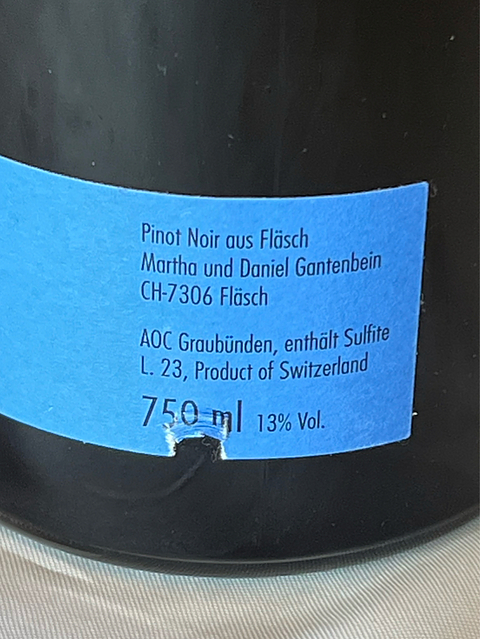 Pinot Noir aus Fläsch
Martha und Daniel Gantenbein
CH-7306 Fläsch
AOC Graubünden, enthält Sulfite
L. 23, Product of Switzerland
750 ml 13% Vol.